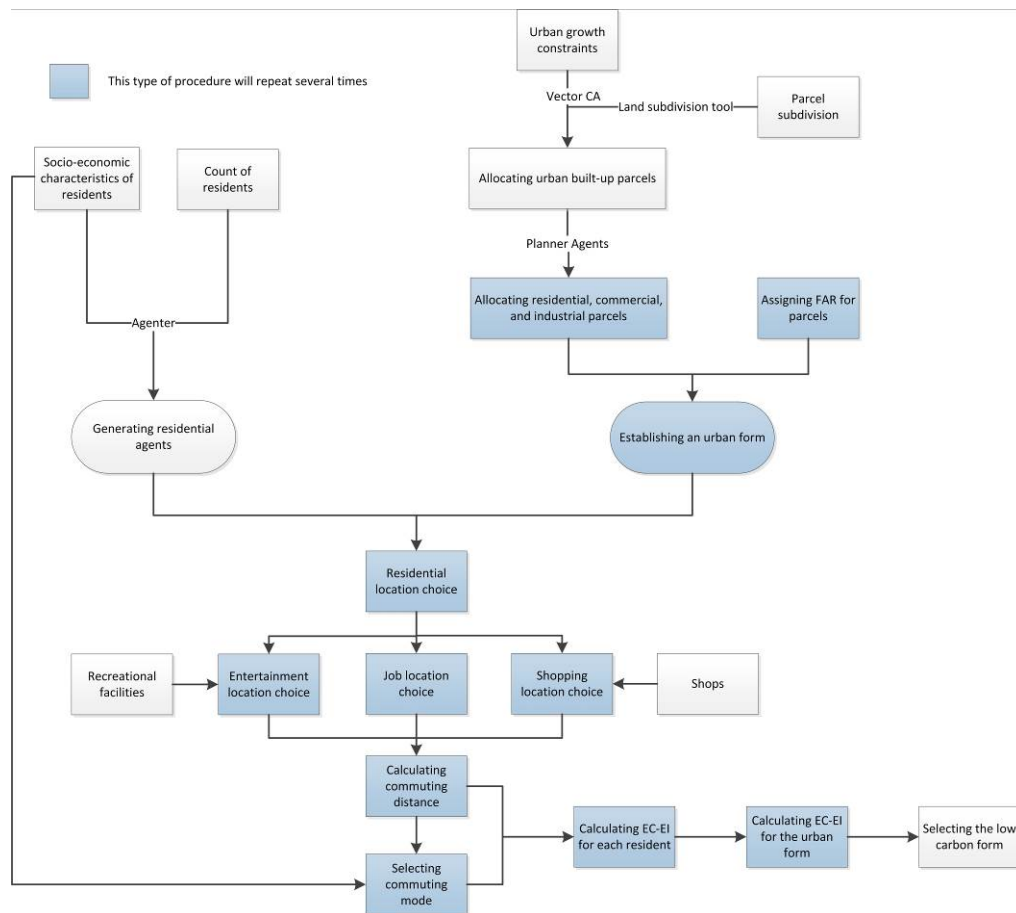 Urban growth
constraints
This type of procedure will repeat several times
Vector CA
Land subdivision tool
Parcel
subdivision
Socio-economic
characteristics of
residents
Count of
residents
Allocating urban built-up parcels
Planner Agents
Allocating residential, commercial,
and industrial parcels
Assigning FAR for
parcels
Agenter
Generating residential
agents
Establishing an urban form
Residential
location choice
Recreational
facilities
Entertainment
location choice
Job location
choice
Shopping
location choice
Shops
Calculating
commuting
distance
Calculating EC-EI
for each resident
Calculating EC-EI
for the urban
form
Selecting the low
carbon form
Selecting
commuting
mode